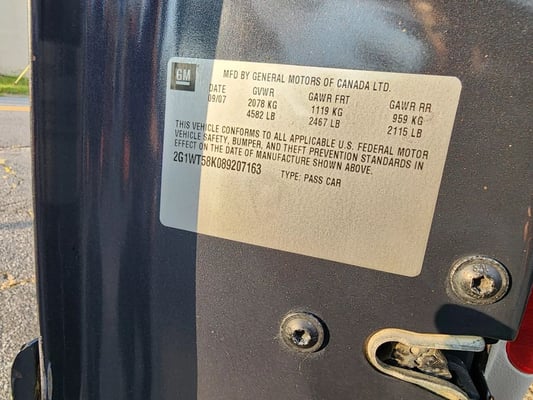 GM
MFD BY GENERAL MOTORS OF CANADA LTD.
DATE GVWR GAWR FRT GAWR RR
09/07 2078 KG 1119 KG 959 KG
4582 LB 2467 LB 2115 LB
THIS VEHICLE CONFORMS TO ALL APPLICABLE U.S. FEDERAL MOTOR
VEHICLE SAFETY, BUMPER, AND THEFT PREVENTION STANDARDS IN
EFFECT ON THE DATE OF MANUFACTURE SHOWN ABOVE.
2G1WT58K089207163 TYPE: PASS CAR